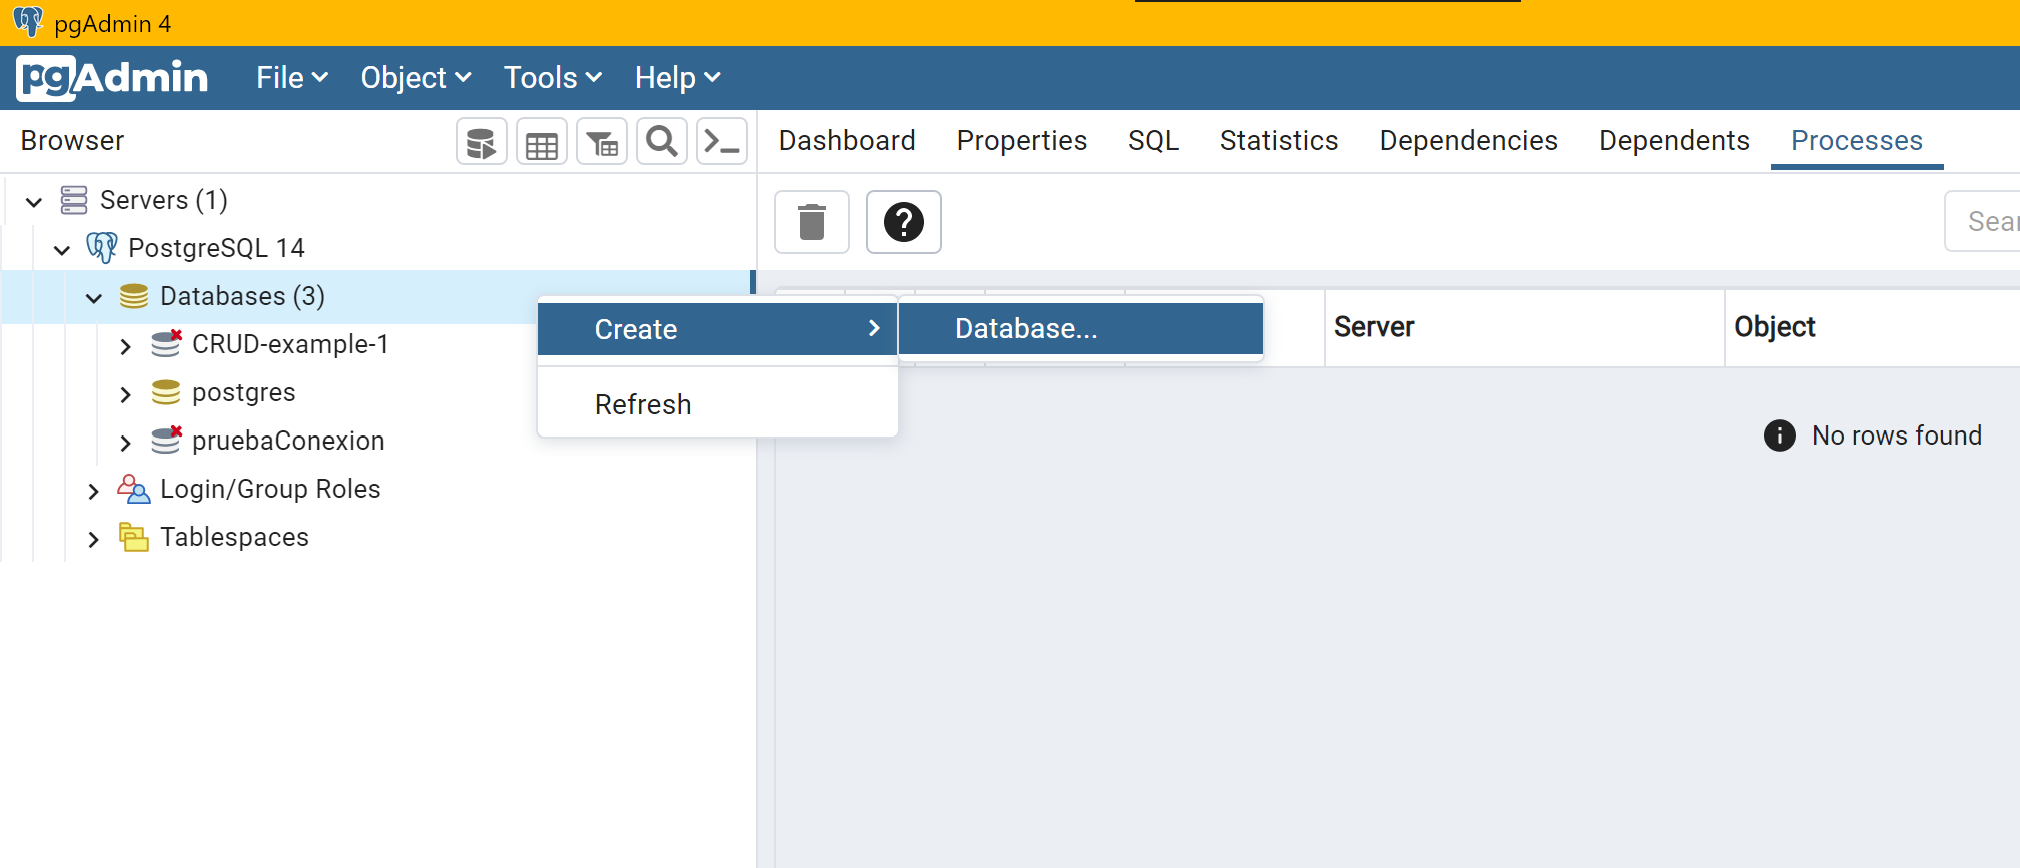 pgAdmin 4
pgAdmin File Object Tools Help
Browser
Dashboard Properties SQL Statistics Dependencies Dependents Processes
Servers (1)
PostgreSQL 14
Databases (3)
CRUD-example-1
postgres
pruebaConexion
Login/Group Roles
Tablespaces
Create
Database...
Refresh
Sear
Server Object
No rows found